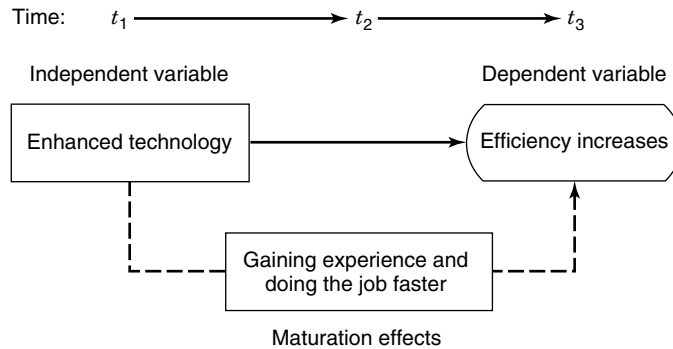 Time: t1 t2 t3
Independent variable
Dependent variable
Enhanced technology
Efficiency increases
Gaining experience and
doing the job faster
Maturation effects